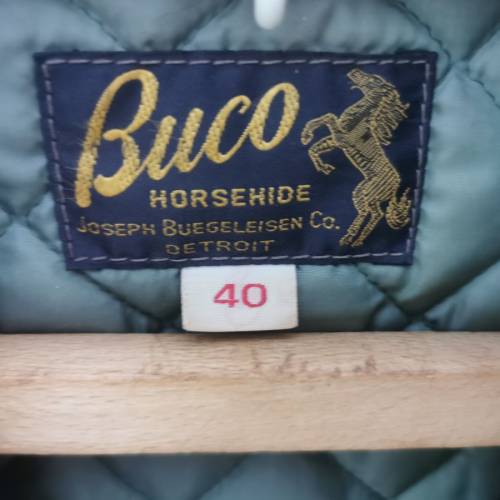 Buco
HORSEHIDE
JOSEPH BUEGELEISEN CO.
DETROIT
40